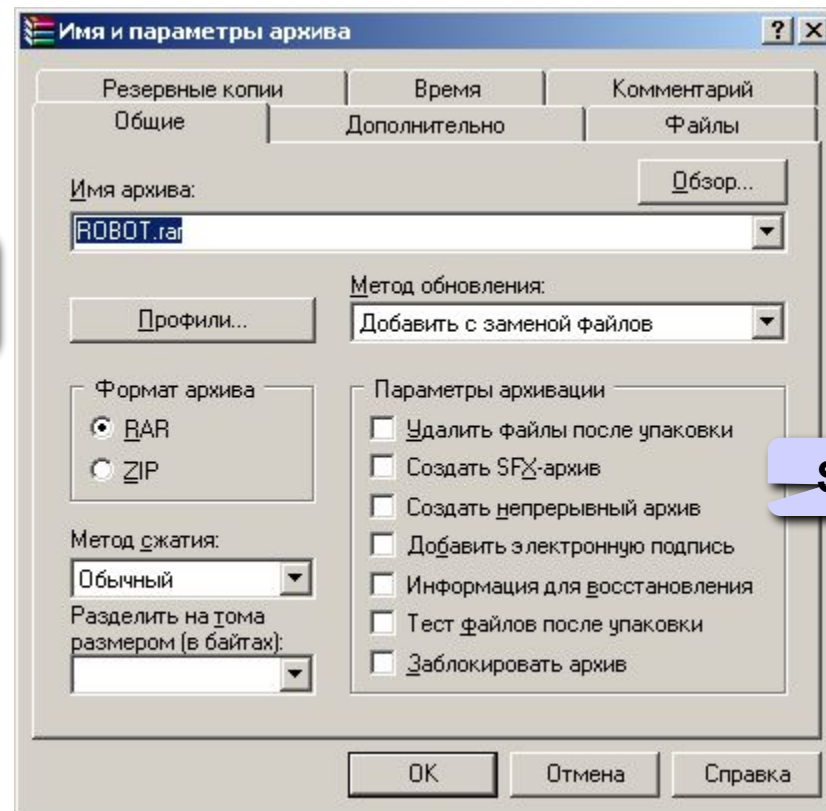 Имя и параметры архива
Резервные копии Время Комментарий
Общие Дополнительно Файлы
Имя архива:
Обзор...
ROBOT.rar
Метод обновления:
Профили...
Добавить с заменой файлов
Формат архива
RAR
ZIP
Параметры архивации
Удалить файлы после упаковки
Создать SFX-архив
Создать непрерывный архив
Добавить электронную подпись
Информация для восстановления
Тест файлов после упаковки
Заблокировать архив
Метод сжатия:
Обычный
Разделить на тома
размером (в байтах):
OK Отмена Справка